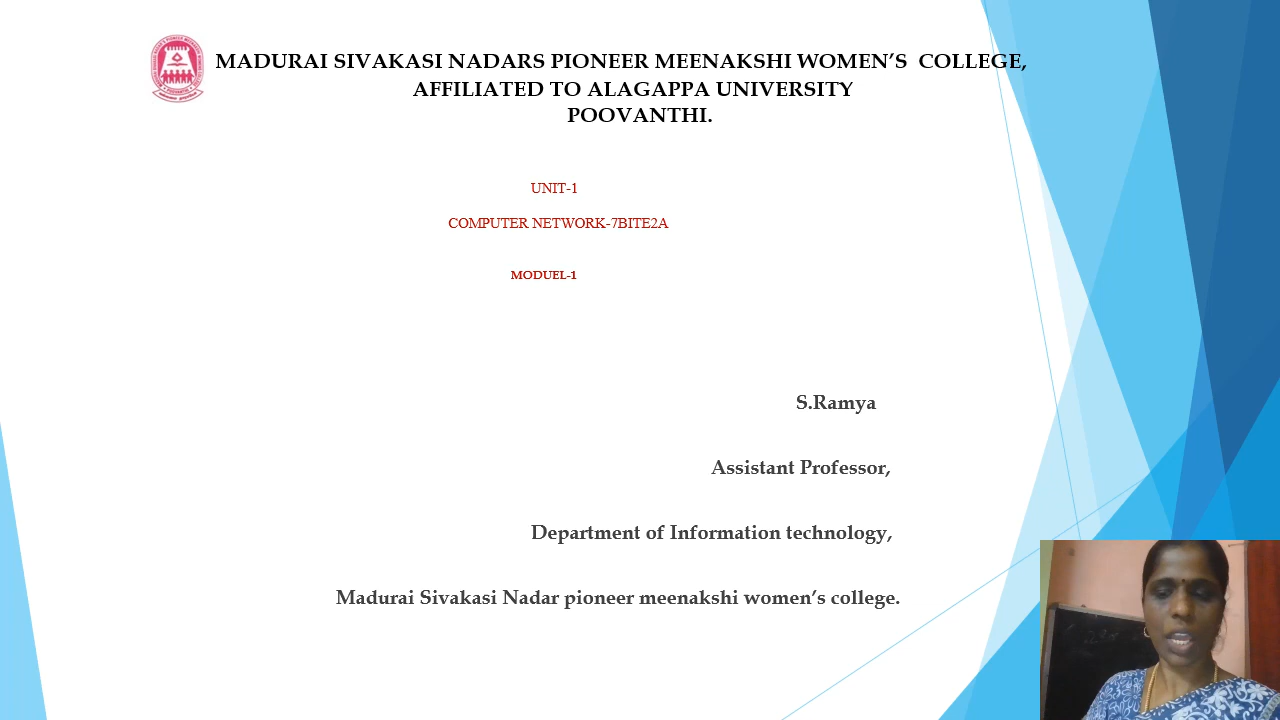 MADURAI SIVAKASI NADARS PIONEER MEENAKSHI WOMEN’S COLLEGE,
AFFILIATED TO ALAGAPPA UNIVERSITY
POOVANTHI.
UNIT-1
COMPUTER NETWORK-7BITE2A
MODUEL-1
S.Ramya
Assistant Professor,
Department of Information technology,
Madurai Sivakasi Nadar pioneer meenakshi women’s college.